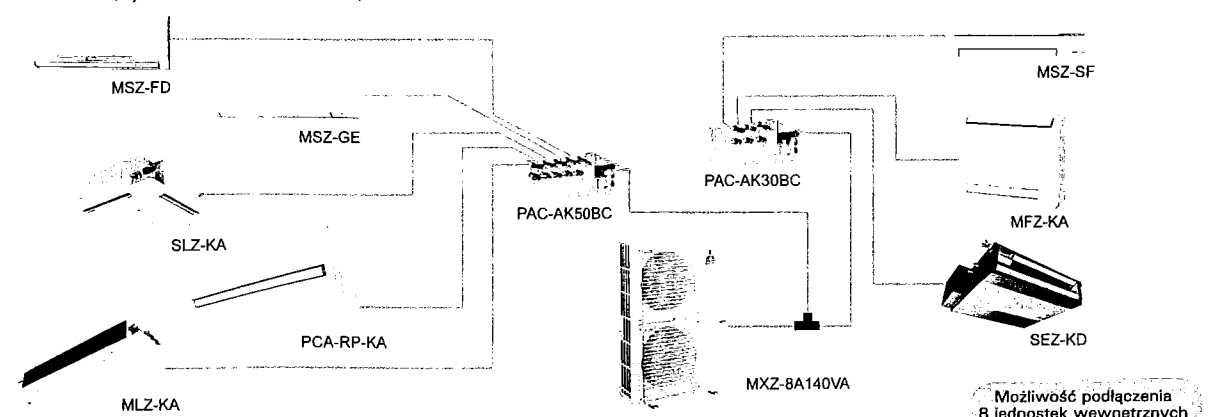 MSZ-FD
MSZ-SF
MSZ-GE
PAC-AK30BC
PAC-AK50BC
MFZ-KA
SLZ-KA
PCA-RP-KA
SEZ-KD
MXZ-8A140VA
MLZ-KA
Możliwość podłączenia
8 jednostek wewnętrznych